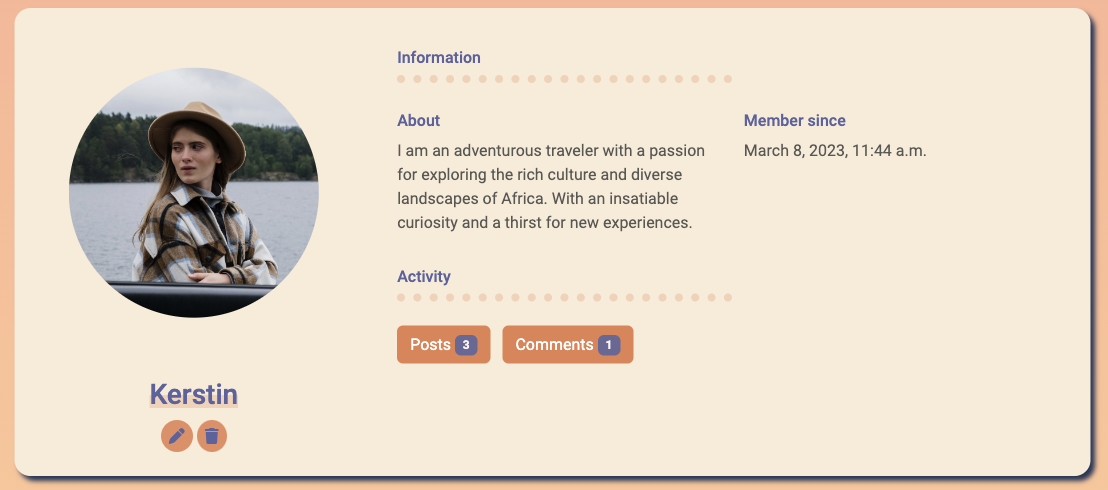 Information
About
I am an adventurous traveler with a passion
for exploring the rich culture and diverse
landscapes of Africa. With an insatiable
curiosity and a thirst for new experiences.
Member since
March 8, 2023, 11:44 a.m.
Activity
Posts 3
Comments 1
Kerstin